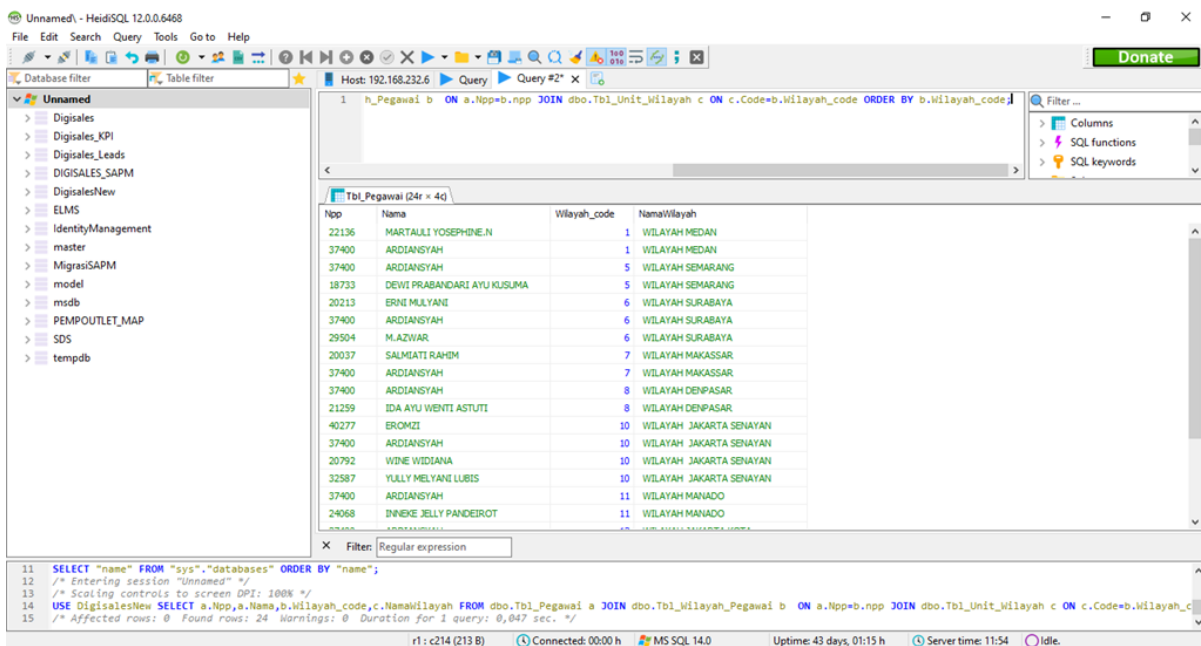 Unnamed\ - HeidiSQL 12.0.0.6468
File Edit Search Query Tools Go to Help
Donate
Database filter Table filter Host: 192.168.232.6 Query Query #2* ×
Unnamed
Digisales
Digisales_KPI
Digisales_Leads
DIGISALES_SAPM
DigisalesNew
ELMS
IdentityManagement
master
MigrasiSAPM
model
msdb
PEMPOUTLET_MAP
SDS
tempdb
1 h_Pegawai b ON a.Npp=b.npp JOIN dbo.Tbl_Unit_Wilayah c ON c.Code=b.Wilayah_code ORDER BY b.Wilayah_code;
Filter ...
Columns
SQL functions
SQL keywords
Tbl_Pegawai (24r × 4c)
Npp Nama Wilayah_code NamaWilayah
22136 MARTAULI YOSEPHINE.N 1 WILAYAH MEDAN
37400 ARDIANSYAH 1 WILAYAH MEDAN
37400 ARDIANSYAH 5 WILAYAH SEMARANG
18733 DEWI PRABANDARI AYU KUSUMA 5 WILAYAH SEMARANG
20213 ERNI MULYANI 6 WILAYAH SURABAYA
37400 ARDIANSYAH 6 WILAYAH SURABAYA
29504 M.AZWAR 6 WILAYAH SURABAYA
20037 SALMIATI RAHIM 7 WILAYAH MAKASSAR
37400 ARDIANSYAH 7 WILAYAH MAKASSAR
37400 ARDIANSYAH 8 WILAYAH DENPASAR
21259 IDA AYU WENTI ASTUTI 8 WILAYAH DENPASAR
40277 EROMZI 10 WILAYAH JAKARTA SENAYAN
37400 ARDIANSYAH 10 WILAYAH JAKARTA SENAYAN
20792 WINE WIDIANA 10 WILAYAH JAKARTA SENAYAN
32587 YULLY MELYANI LUBIS 10 WILAYAH JAKARTA SENAYAN
37400 ARDIANSYAH 11 WILAYAH MANADO
24068 INNEKE JELLY PANDEIROT 11 WILAYAH MANADO
× Filter: Regular expression
11 SELECT "name" FROM "sys"."databases" ORDER BY "name";
12 /* Entering session "Unnamed" */
13 /* Scaling controls to screen DPI: 100% */
14 USE DigisalesNew SELECT a.Npp,a.Nama,b.Wilayah_code,c.NamaWilayah FROM dbo.Tbl_Pegawai a JOIN dbo.Tbl_Wilayah_Pegawai b ON a.Npp=b.npp JOIN dbo.Tbl_Unit_Wilayah c ON c.Code=b.Wilayah_c
15 /* Affected rows: 0 Found rows: 24 Warnings: 0 Duration for 1 query: 0,047 sec. */
r1 : c214 (213 B) Connected: 00:00 h MS SQL 14.0 Uptime: 43 days, 01:15 h Server time: 11:54 Idle.